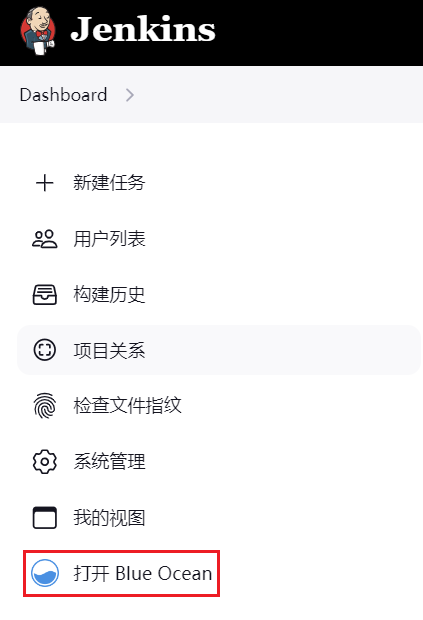 Jenkins
Dashboard
新建任务
用户列表
构建历史
项目关系
检查文件指纹
系统管理
我的视图
打开 Blue Ocean